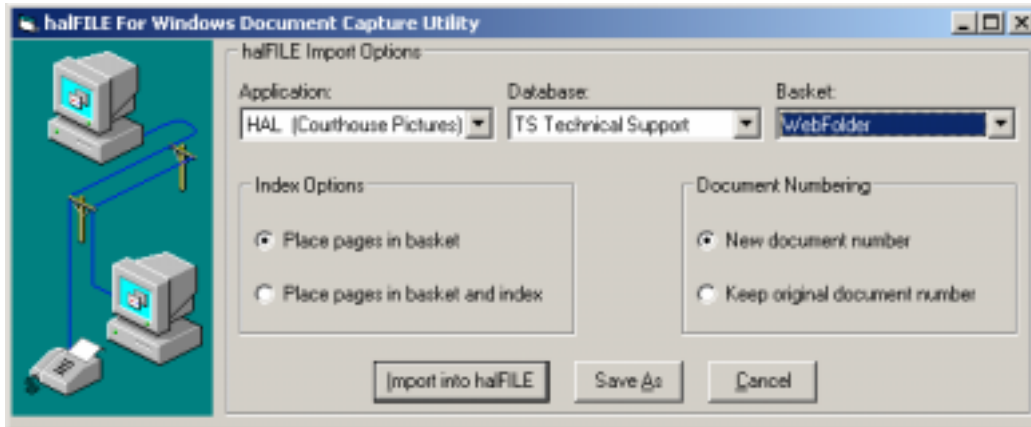 halFILE For Windows Document Capture Utility
halFILE Import Options
Application: Database: Basket:
HAL (Courthouse Pictures) TS Technical Support WebFolder
Index Options Document Numbering
Place pages in basket New document number
Place pages in basket and index Keep original document number
Import into halFILE Save As Cancel